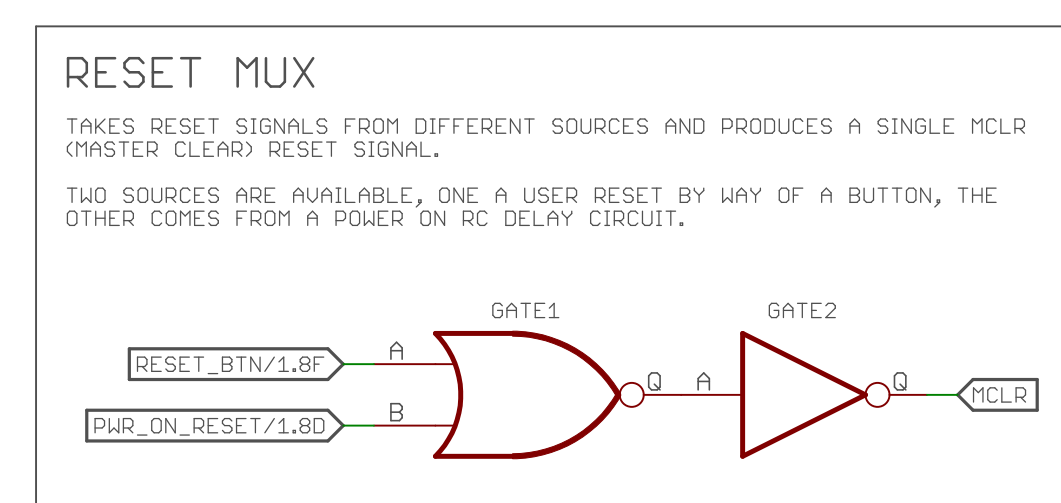 RESET MUX
TAKES RESET SIGNALS FROM DIFFERENT SOURCES AND PRODUCES A SINGLE MCLR
(MASTER CLEAR) RESET SIGNAL.
TWO SOURCES ARE AVAILABLE, ONE A USER RESET BY WAY OF A BUTTON, THE
OTHER COMES FROM A POWER ON RC DELAY CIRCUIT.
GATE1
GATE2
RESET_BTN/1.8F
A
Q
A
Q
MCLR
PWR_ON_RESET/1.8D
B